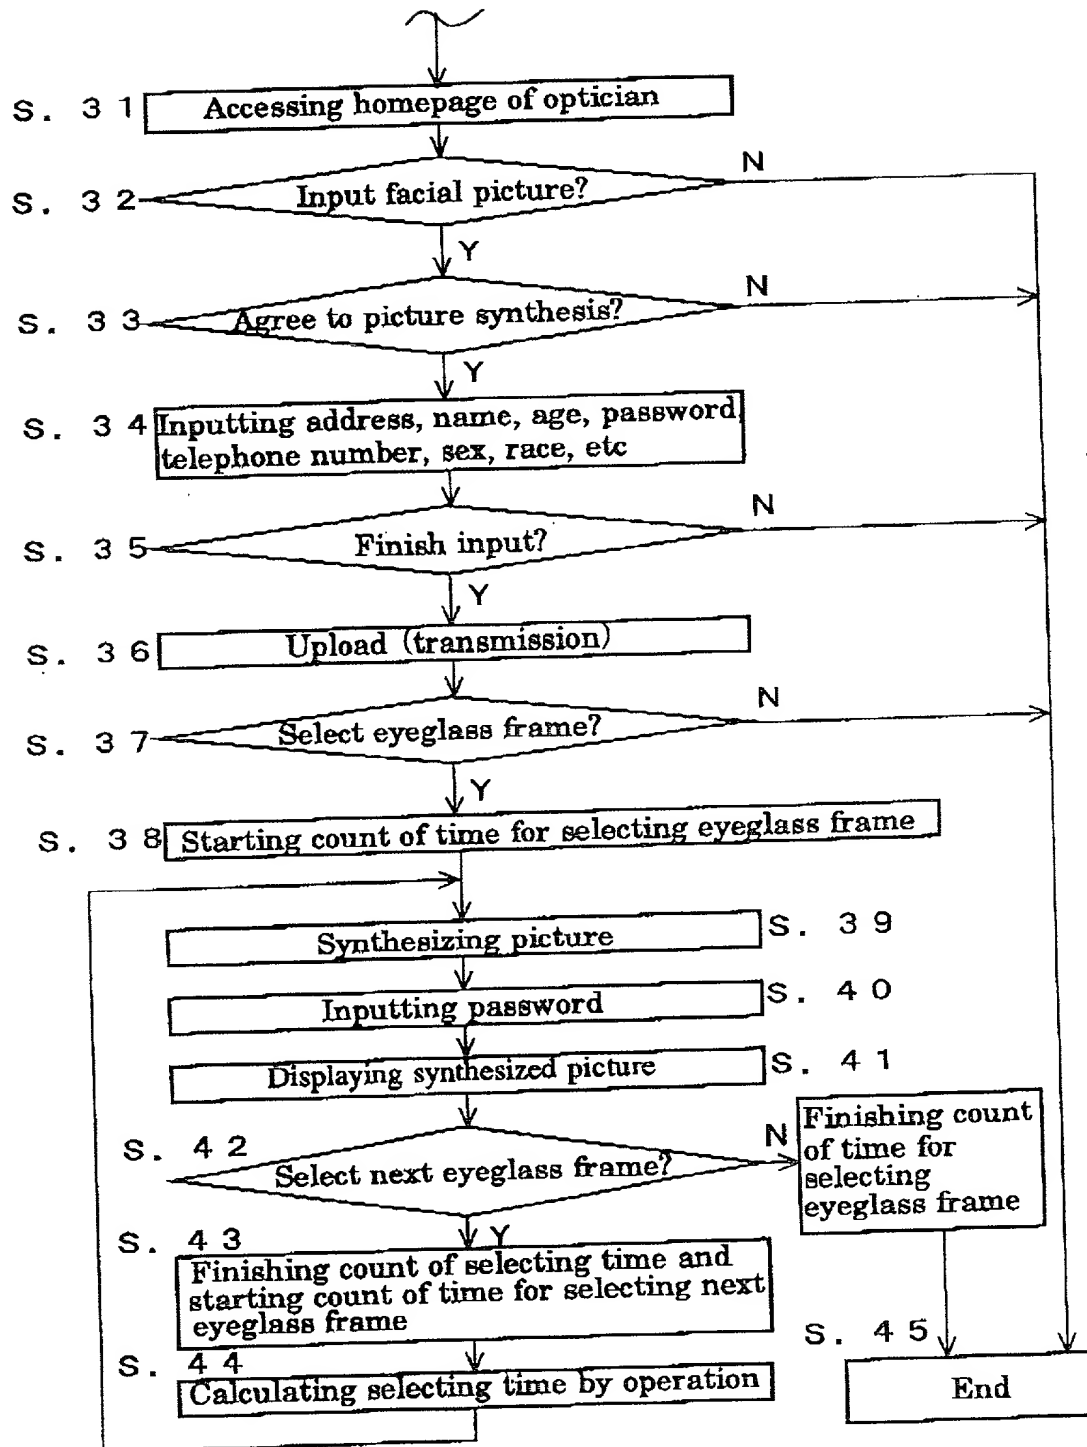 S. 31 Accessing homepage of optician
N
S. 32 Input facial picture?
Y
N
S. 33 Agree to picture synthesis?
Y
S. 34 Inputting address, name, age, password,
telephone number, sex, race, etc
N
S. 35 Finish input?
Y
S. 36 Upload (transmission)
N
S. 37 Select eyeglass frame?
Y
S. 38 Starting count of time for selecting eyeglass frame
Synthesizing picture S. 39
Inputting password S. 40
Displaying synthesized picture S. 41
S. 42 Select next eyeglass frame?
N
Finishing count
of time for
selecting
eyeglass frame
Y
S. 43
Finishing count of selecting time and
starting count of time for selecting next
eyeglass frame
S. 44
Calculating selecting time by operation
S. 45
End